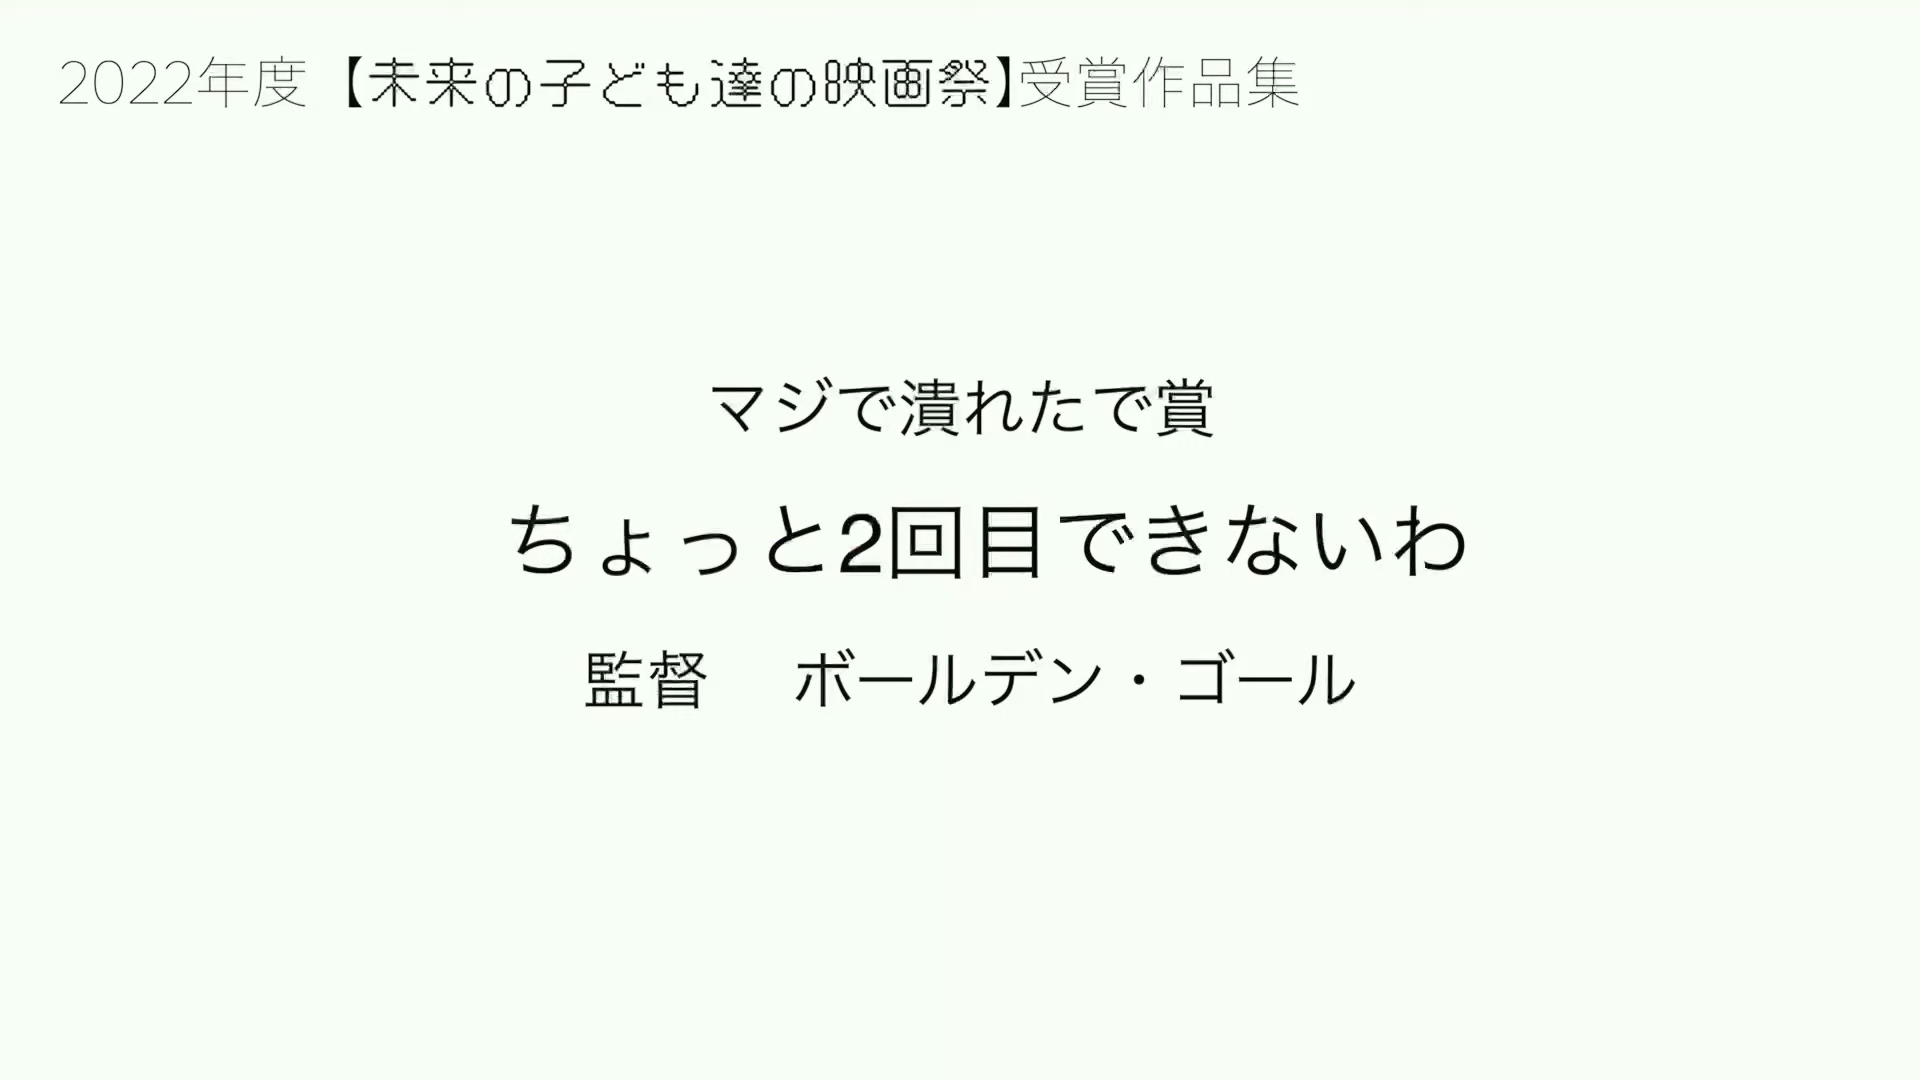 2022年度【未来の子ども達の映画祭】受賞作品集
マジで潰れたで賞
ちょっと2回目できないわ
監督　ボールデン・ゴール